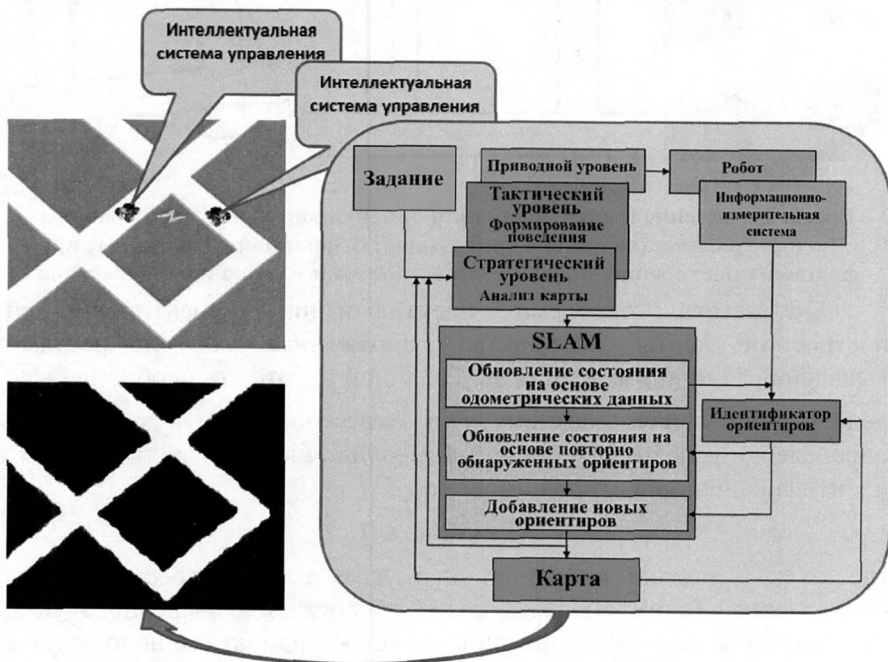 Интеллектуальная
система управления
Интеллектуальная
система управления
Задание
Приводной уровень
Робот
Тактический
уровень
Формирование
поведения
Информационно-
измерительная
система
Стратегический
уровень
Анализ карты
SLAM
Обновление состояния
на основе
одометрических данных
Идентификатор
ориентиров
Обновление состояния на
основе повторно
обнаруженных ориентиров
Добавление новых
ориентиров
Карта